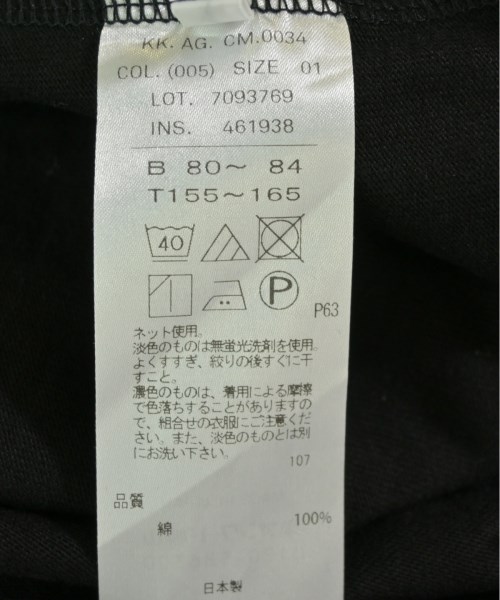 KK. AG. CM.0034
COL. (005) SIZE 01
LOT. 7093769
INS. 461938
B 80～ 84
T155～165
40
P
P63
ネット使用。
淡色のものは無蛍光洗剤を使用。
よくすすぎ、絞りの後すぐに干
すこと。
濃色のものは、着用による摩擦
で色落ちすることがありますの
で、組合せの衣服にご注意くだ
さい。また、淡色のものとは別
にお洗い下さい。
107
品質
綿 100%
日本製